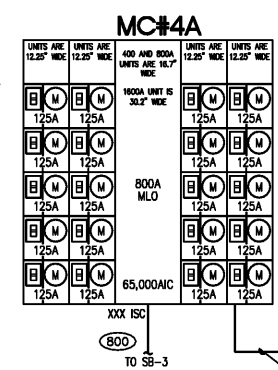 MC#4A
UNITS ARE
12.25" WIDE
UNITS ARE
12.25" WIDE
400 AND 800A
UNITS ARE 16.7"
WIDE
1600A UNIT IS
30.2" WIDE
UNITS ARE
12.25" WIDE
UNITS ARE
12.25" WIDE
B M B M B M B M
125A 125A 125A 125A
B M B M B M B M
125A 125A 125A 125A
B M B M 800A B M B M
MLO
125A 125A 125A 125A
B M B M B M B M
125A 125A 125A 125A
B M B M B M B M
125A 125A 65,000AIC 125A 125A
XXX ISC
800
TO SB-3